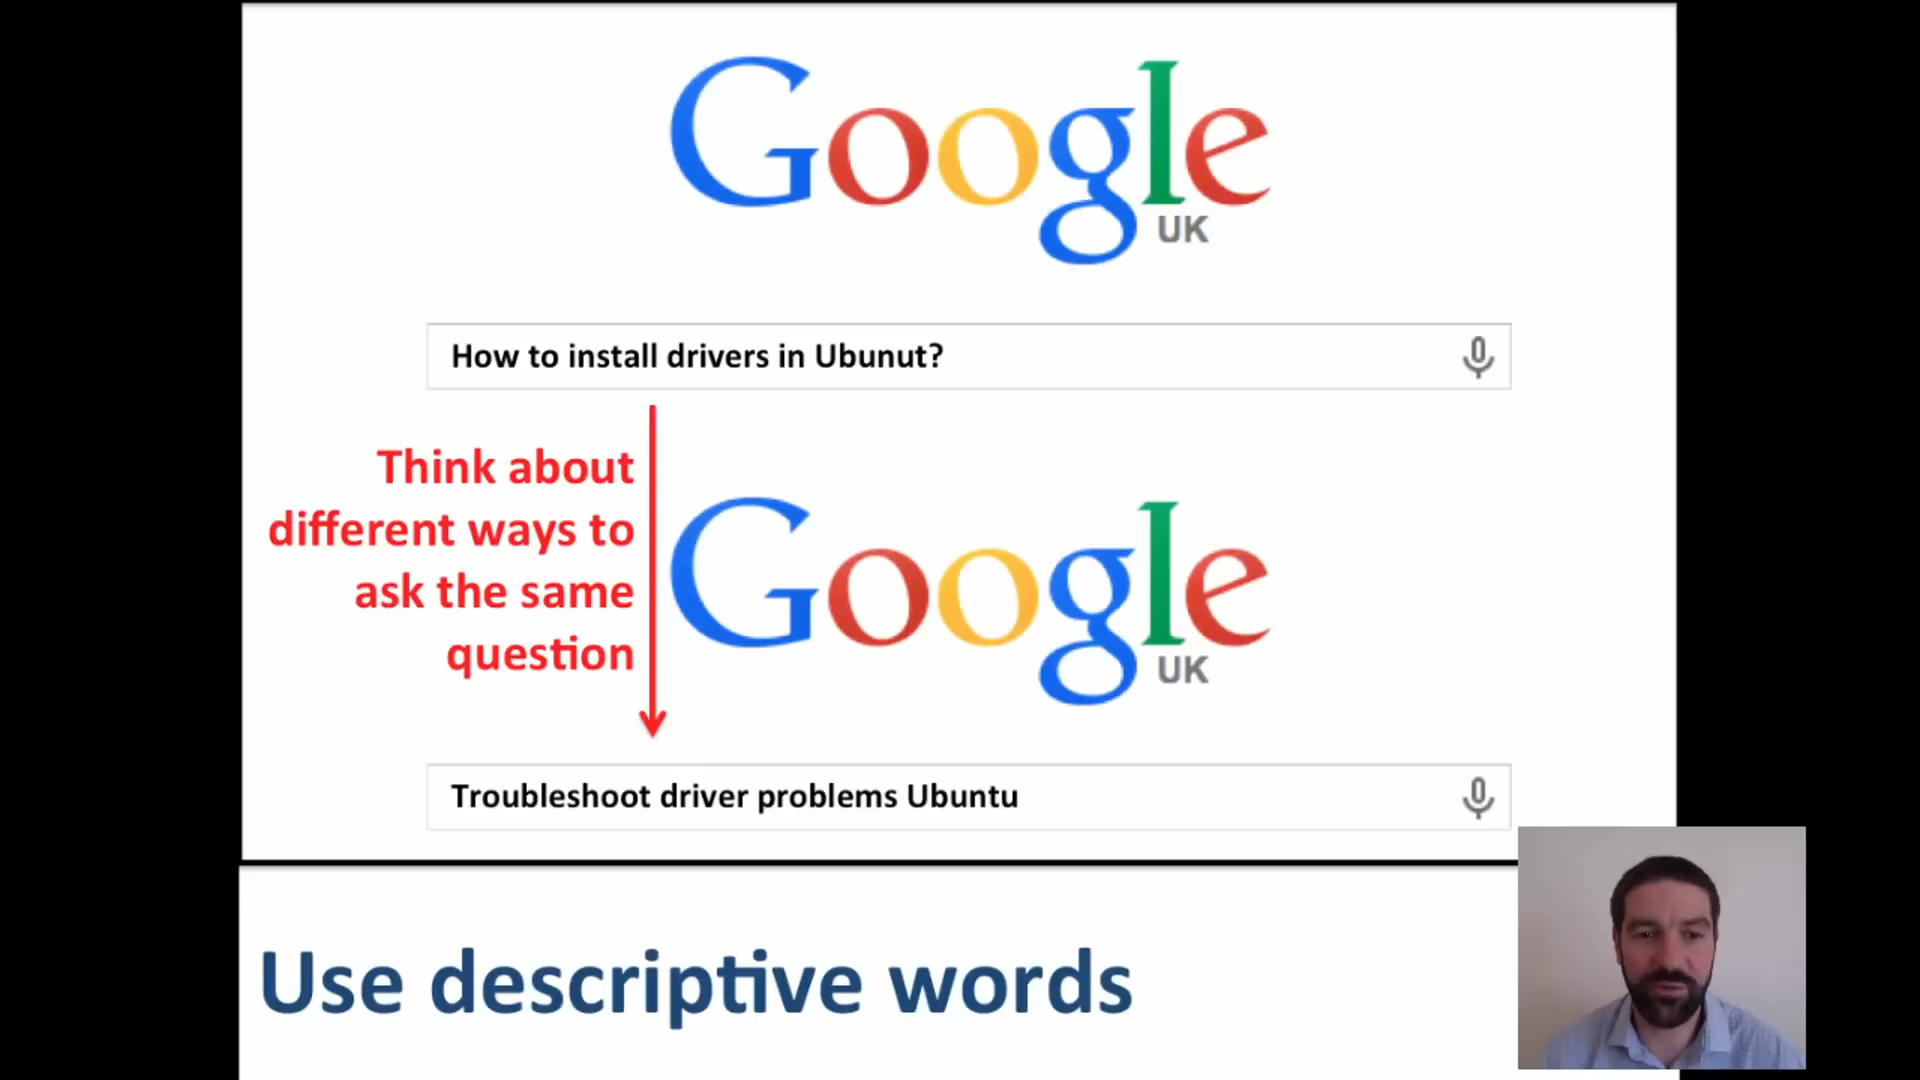 Google
UK
How to install drivers in Ubunut?
Think about
different ways to
ask the same
question
Google
UK
Troubleshoot driver problems Ubuntu
Use descriptive words